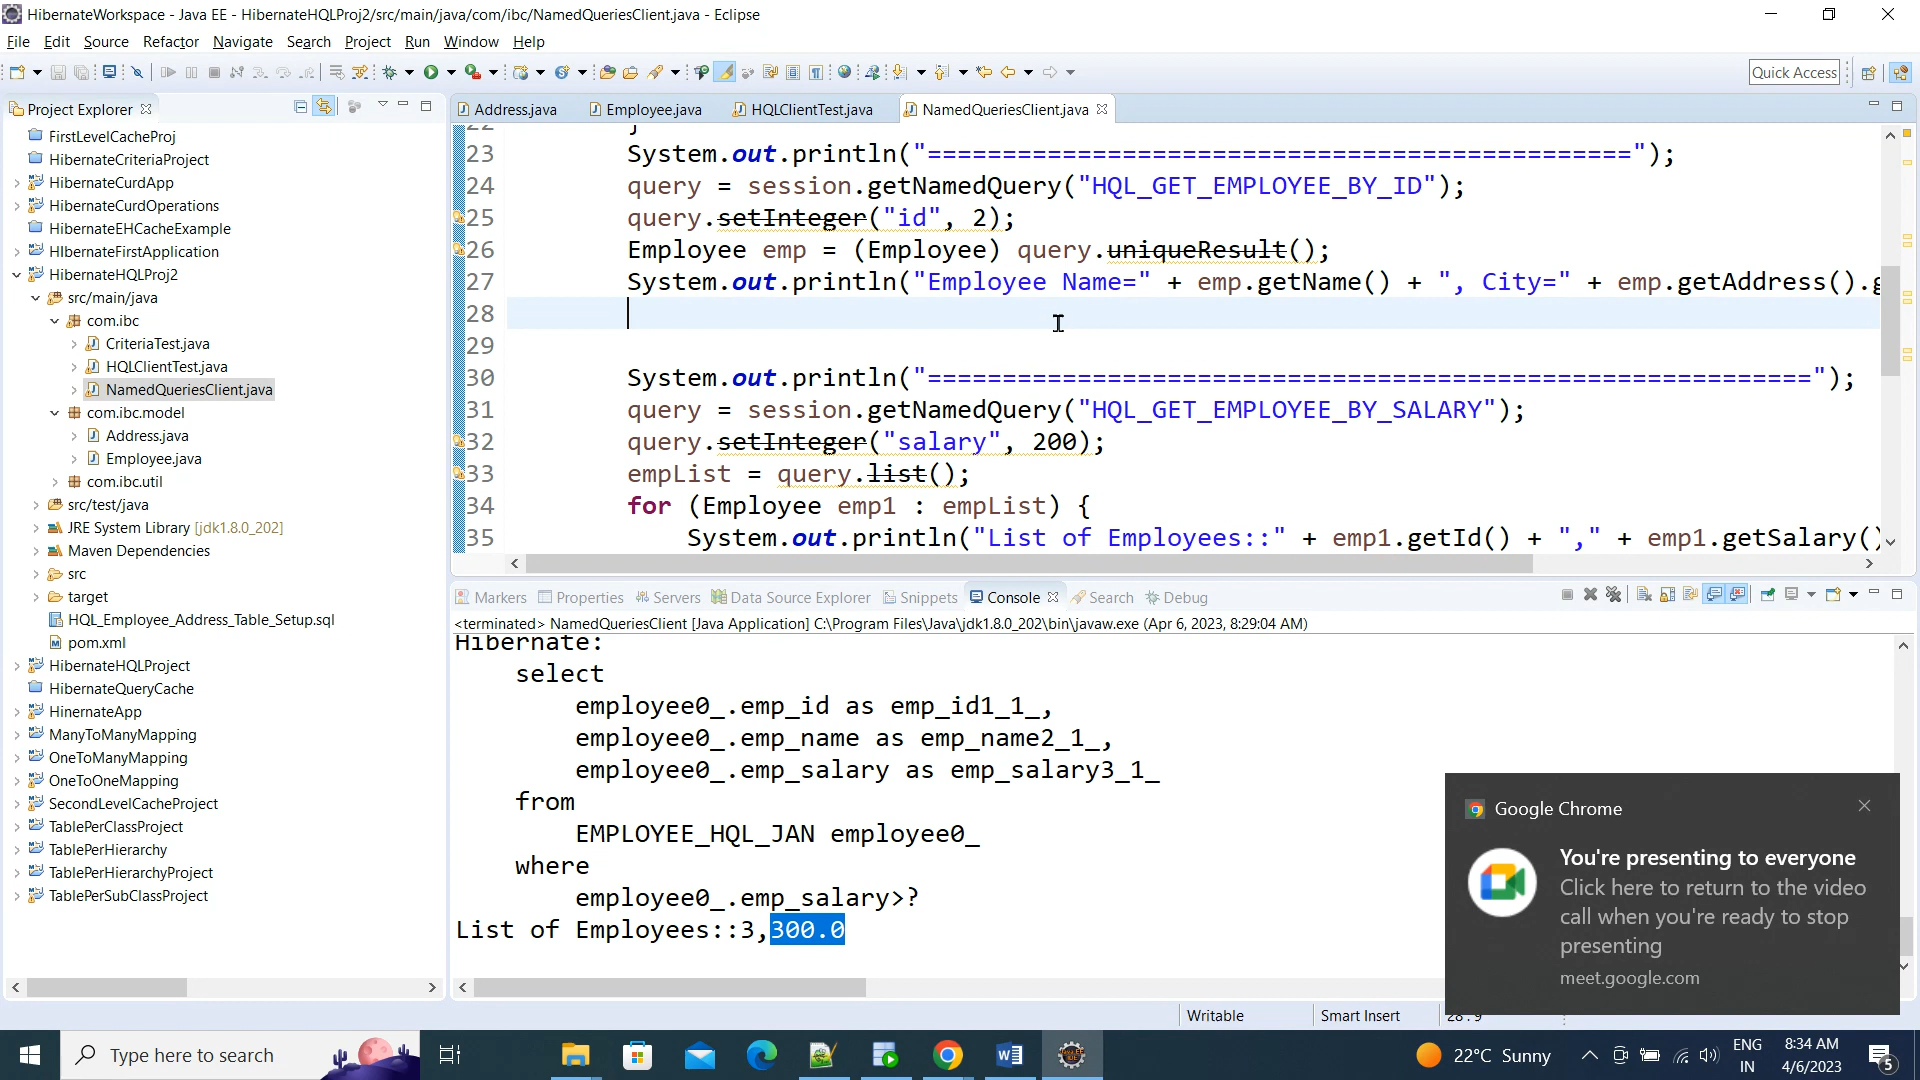 HibernateWorkspace - Java EE - HibernateHQLProj2/src/main/java/com/ibc/NamedQueriesClient.java - Eclipse
File Edit Source Refactor Navigate Search Project Run Window Help
Quick Access
Project Explorer
FirstLevelCacheProj
HibernateCriteriaProject
HibernateCurdApp
HibernateCurdOperations
HibernateEHCacheExample
HIbernateFirstApplication
HibernateHQLProj2
src/main/java
com.ibc
CriteriaTest.java
HQLClientTest.java
NamedQueriesClient.java
com.ibc.model
Address.java
Employee.java
com.ibc.util
src/test/java
JRE System Library [jdk1.8.0_202]
Maven Dependencies
src
target
HQL_Employee_Address_Table_Setup.sql
pom.xml
HibernateHQLProject
HibernateQueryCache
HinernateApp
ManyToManyMapping
OneToManyMapping
OneToOneMapping
SecondLevelCacheProject
TablePerClassProject
TablePerHierarchy
TablePerHierarchyProject
TablePerSubClassProject
Address.java Employee.java HQLClientTest.java NamedQueriesClient.java
22 }
23 System.out.println("===============================================");
24 query = session.getNamedQuery("HQL_GET_EMPLOYEE_BY_ID");
25 query.setInteger("id", 2);
26 Employee emp = (Employee) query.uniqueResult();
27 System.out.println("Employee Name=" + emp.getName() + ", City=" + emp.getAddress().g
28
29
30 System.out.println("===========================================================");
31 query = session.getNamedQuery("HQL_GET_EMPLOYEE_BY_SALARY");
32 query.setInteger("salary", 200);
33 empList = query.list();
34 for (Employee emp1 : empList) {
35 System.out.println("List of Employees::" + emp1.getId() + "," + emp1.getSalary()
Markers Properties Servers Data Source Explorer Snippets Console Search Debug
<terminated> NamedQueriesClient [Java Application] C:\Program Files\Java\jdk1.8.0_202\bin\javaw.exe (Apr 6, 2023, 8:29:04 AM)
Hibernate:
select
employee0_.emp_id as emp_id1_1_,
employee0_.emp_name as emp_name2_1_,
employee0_.emp_salary as emp_salary3_1_
from
EMPLOYEE_HQL_JAN employee0_
where
employee0_.emp_salary>?
List of Employees::3,300.0
Google Chrome
You're presenting to everyone
Click here to return to the video
call when you're ready to stop
presenting
meet.google.com
Writable Smart Insert 28 : 9
Type here to search
22°C Sunny
ENG
IN
8:34 AM
4/6/2023
5